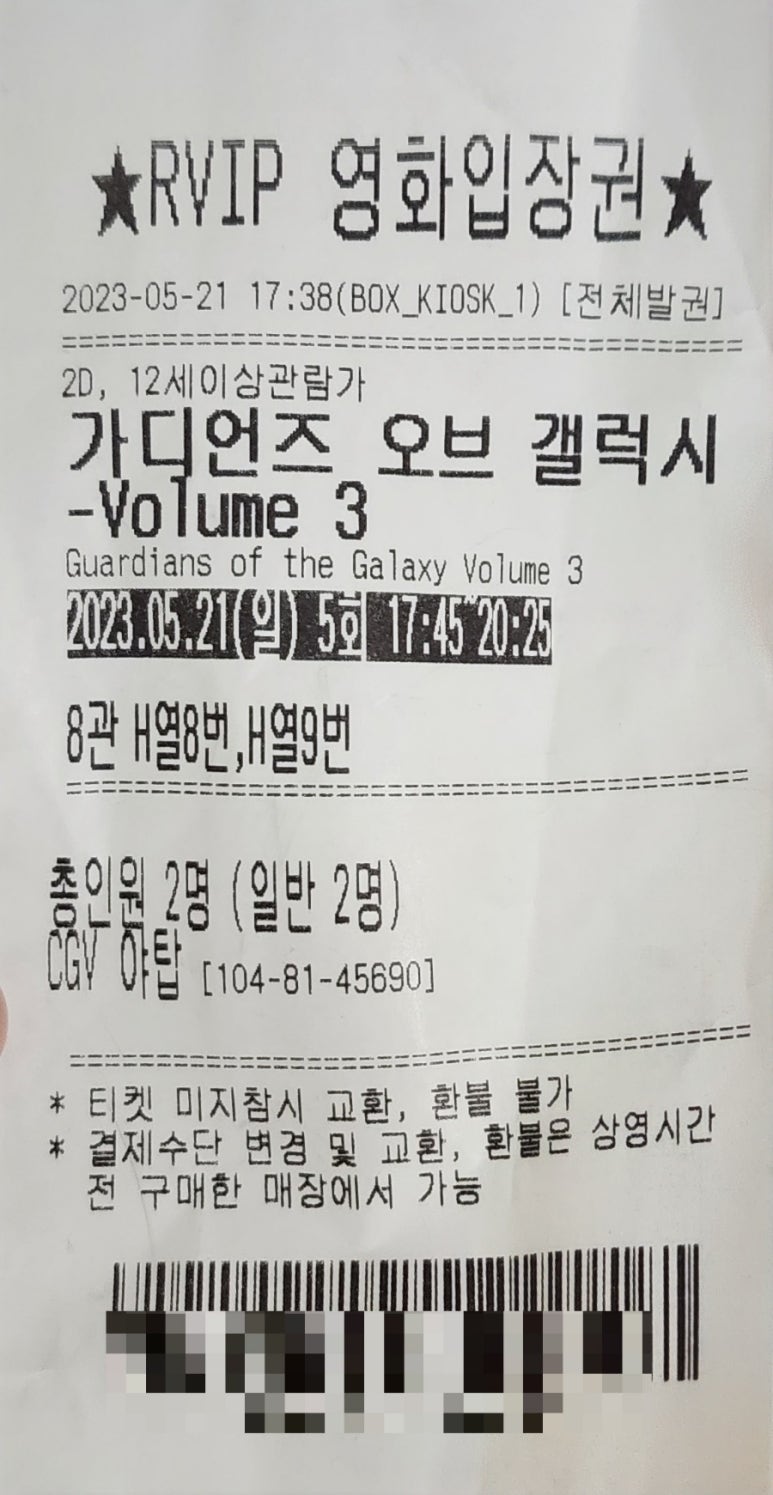 ★RVIP 영화입장권★
2023-05-21 17:38(BOX_KIOSK_1) [전체발권]
========================================
2D, 12세이상관람가
가디언즈 오브 갤럭시
-Volume 3
Guardians of the Galaxy Volume 3
2023.05.21(일) 5회 17:45~20:25
8관 H열8번,H열9번
========================================
총인원 2명 (일반 2명)
CGV 야탑 [104-81-45690]
========================================
* 티켓 미지참시 교환, 환불 불가
* 결제수단 변경 및 교환, 환불은 상영시간
전 구매한 매장에서 가능